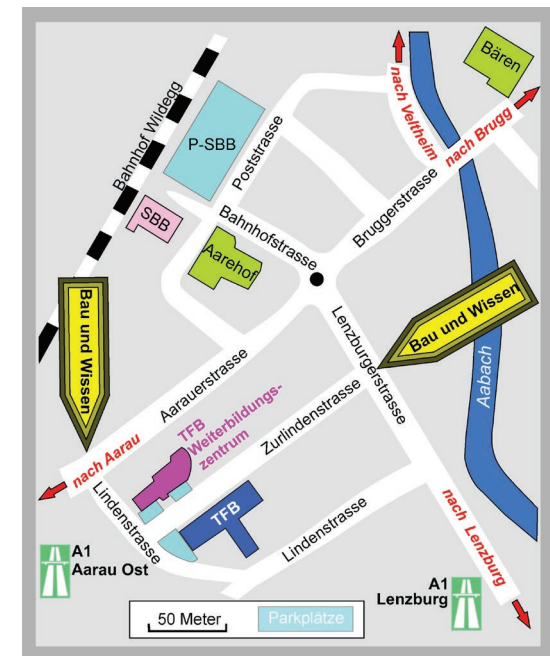 Bären
nach Veltheim
nach Brugg
Bahnhof Wildegg
P-SBB
Poststrasse
SBB
Bahnhofstrasse
Bruggerstrasse
Aarehof
Bau und Wissen
Bau und Wissen
Aabach
Aarauerstrasse
Lenzburgerstrasse
TFB
Weiterbildungs-
zentrum
Zurlindenstrasse
nach Aarau
Lindenstrasse
TFB
Lindenstrasse
nach Lenzburg
A1
Aarau Ost
A1
Lenzburg
50 Meter
Parkplätze